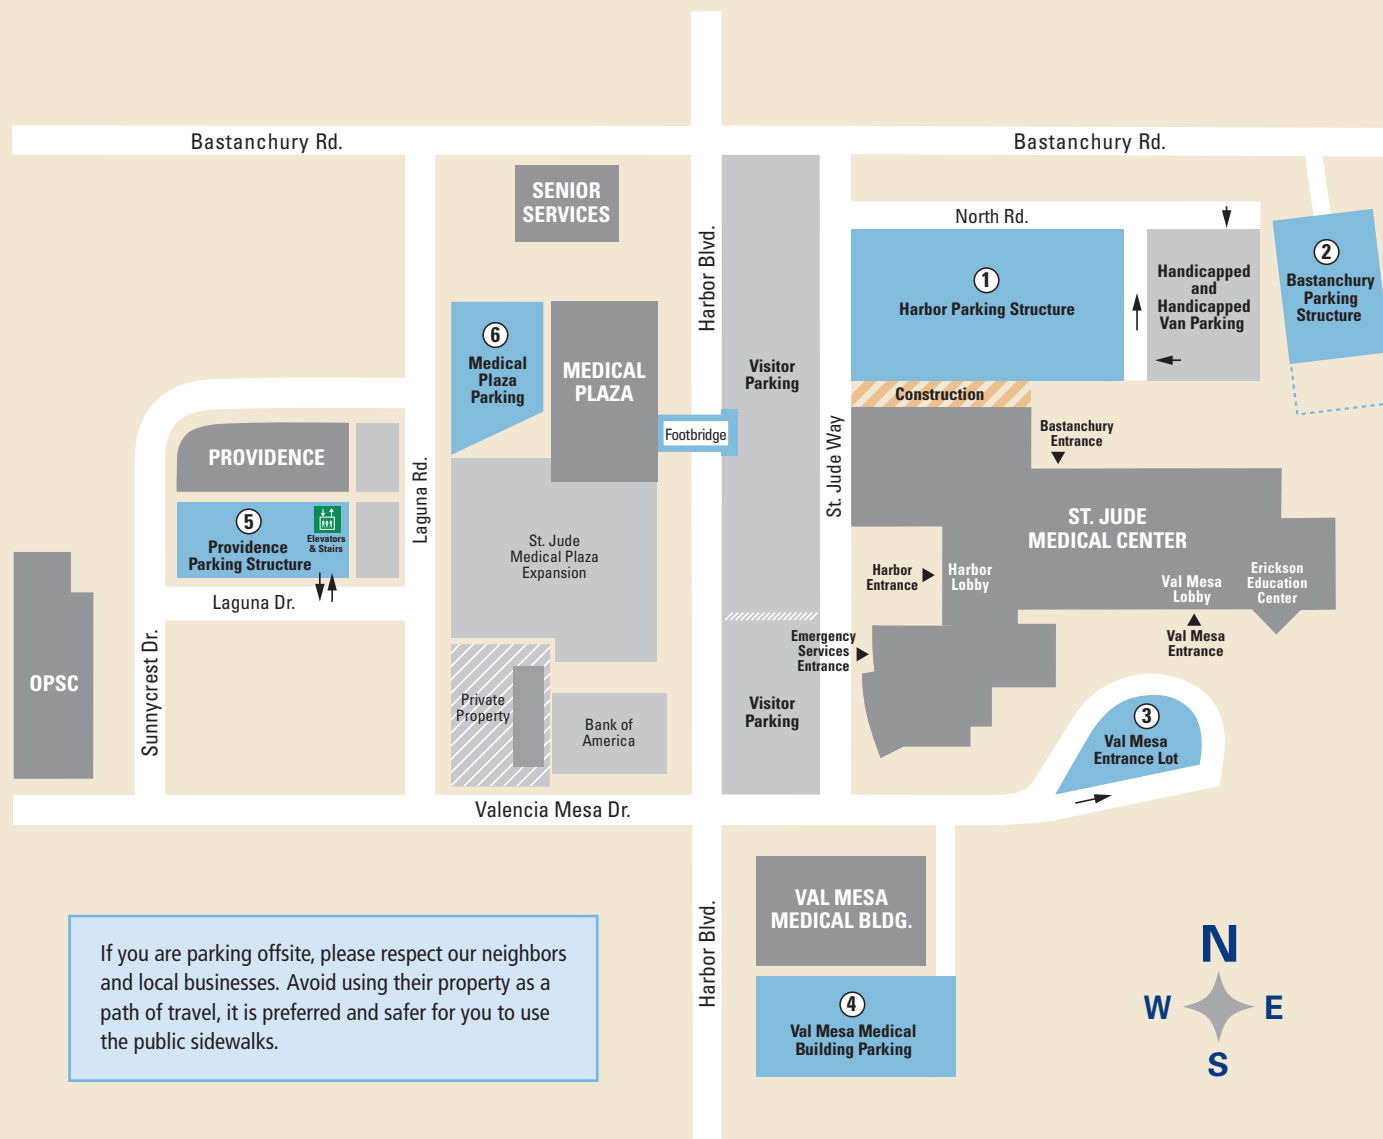 Bastanchury Rd.
Bastanchury Rd.
SENIOR
SERVICES
Harbor Blvd.
North Rd.
1
Harbor Parking Structure
Handicapped
and
Handicapped
Van Parking
2
Bastanchury
Parking
Structure
6
Medical
Plaza
Parking
MEDICAL
PLAZA
Visitor
Parking
Construction
Footbridge
St. Jude Way
Bastanchury
Entrance
PROVIDENCE
Laguna Rd.
5
Providence
Parking Structure
Elevators
& Stairs
Laguna Dr.
St. Jude
Medical Plaza
Expansion
ST. JUDE
MEDICAL CENTER
Harbor
Entrance
Harbor
Lobby
Val Mesa
Lobby
Erickson
Education
Center
Val Mesa
Entrance
Emergency
Services
Entrance
OPSC
Sunnycrest Dr.
Private
Property
Bank of
America
Visitor
Parking
3
Val Mesa
Entrance Lot
Valencia Mesa Dr.
VAL MESA
MEDICAL BLDG.
Harbor Blvd.
4
Val Mesa Medical
Building Parking
If you are parking offsite, please respect our neighbors
and local businesses. Avoid using their property as a
path of travel, it is preferred and safer for you to use
the public sidewalks.
N
W E
S